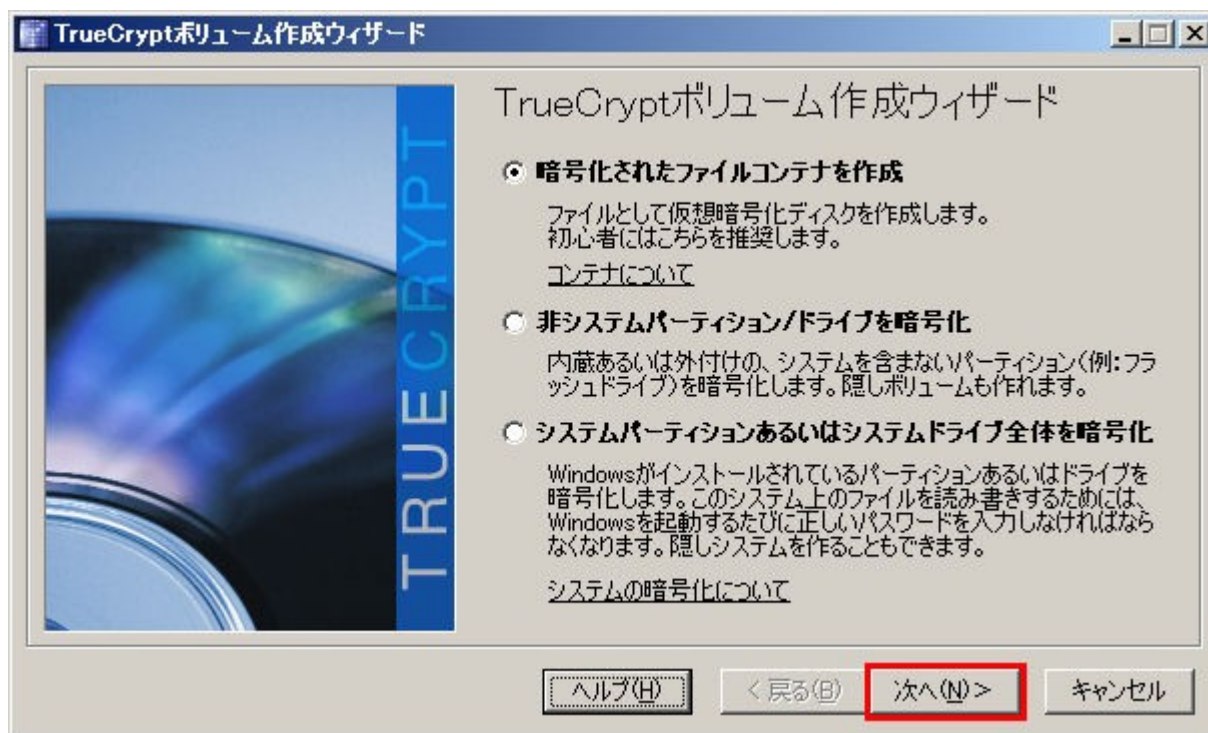 TrueCryptボリューム作成ウィザード
TRUECRYPT
TrueCryptボリューム作成ウィザード
暗号化されたファイルコンテナを作成
ファイルとして仮想暗号化ディスクを作成します。
初心者にはこちらを推奨します。
コンテナについて
非システムパーティション/ドライブを暗号化
内蔵あるいは外付けの、システムを含まないパーティション(例:フラ
ッシュドライブ)を暗号化します。隠しボリュームも作れます。
システムパーティションあるいはシステムドライブ全体を暗号化
Windowsがインストールされているパーティションあるいはドライブを
暗号化します。このシステム上のファイルを読み書きするためには、
Windowsを起動するたびに正しいパスワードを入力しなければなら
なくなります。隠しシステムを作ることもできます。
システムの暗号化について
ヘルプ(H) < 戻る(B) 次へ(N) > キャンセル